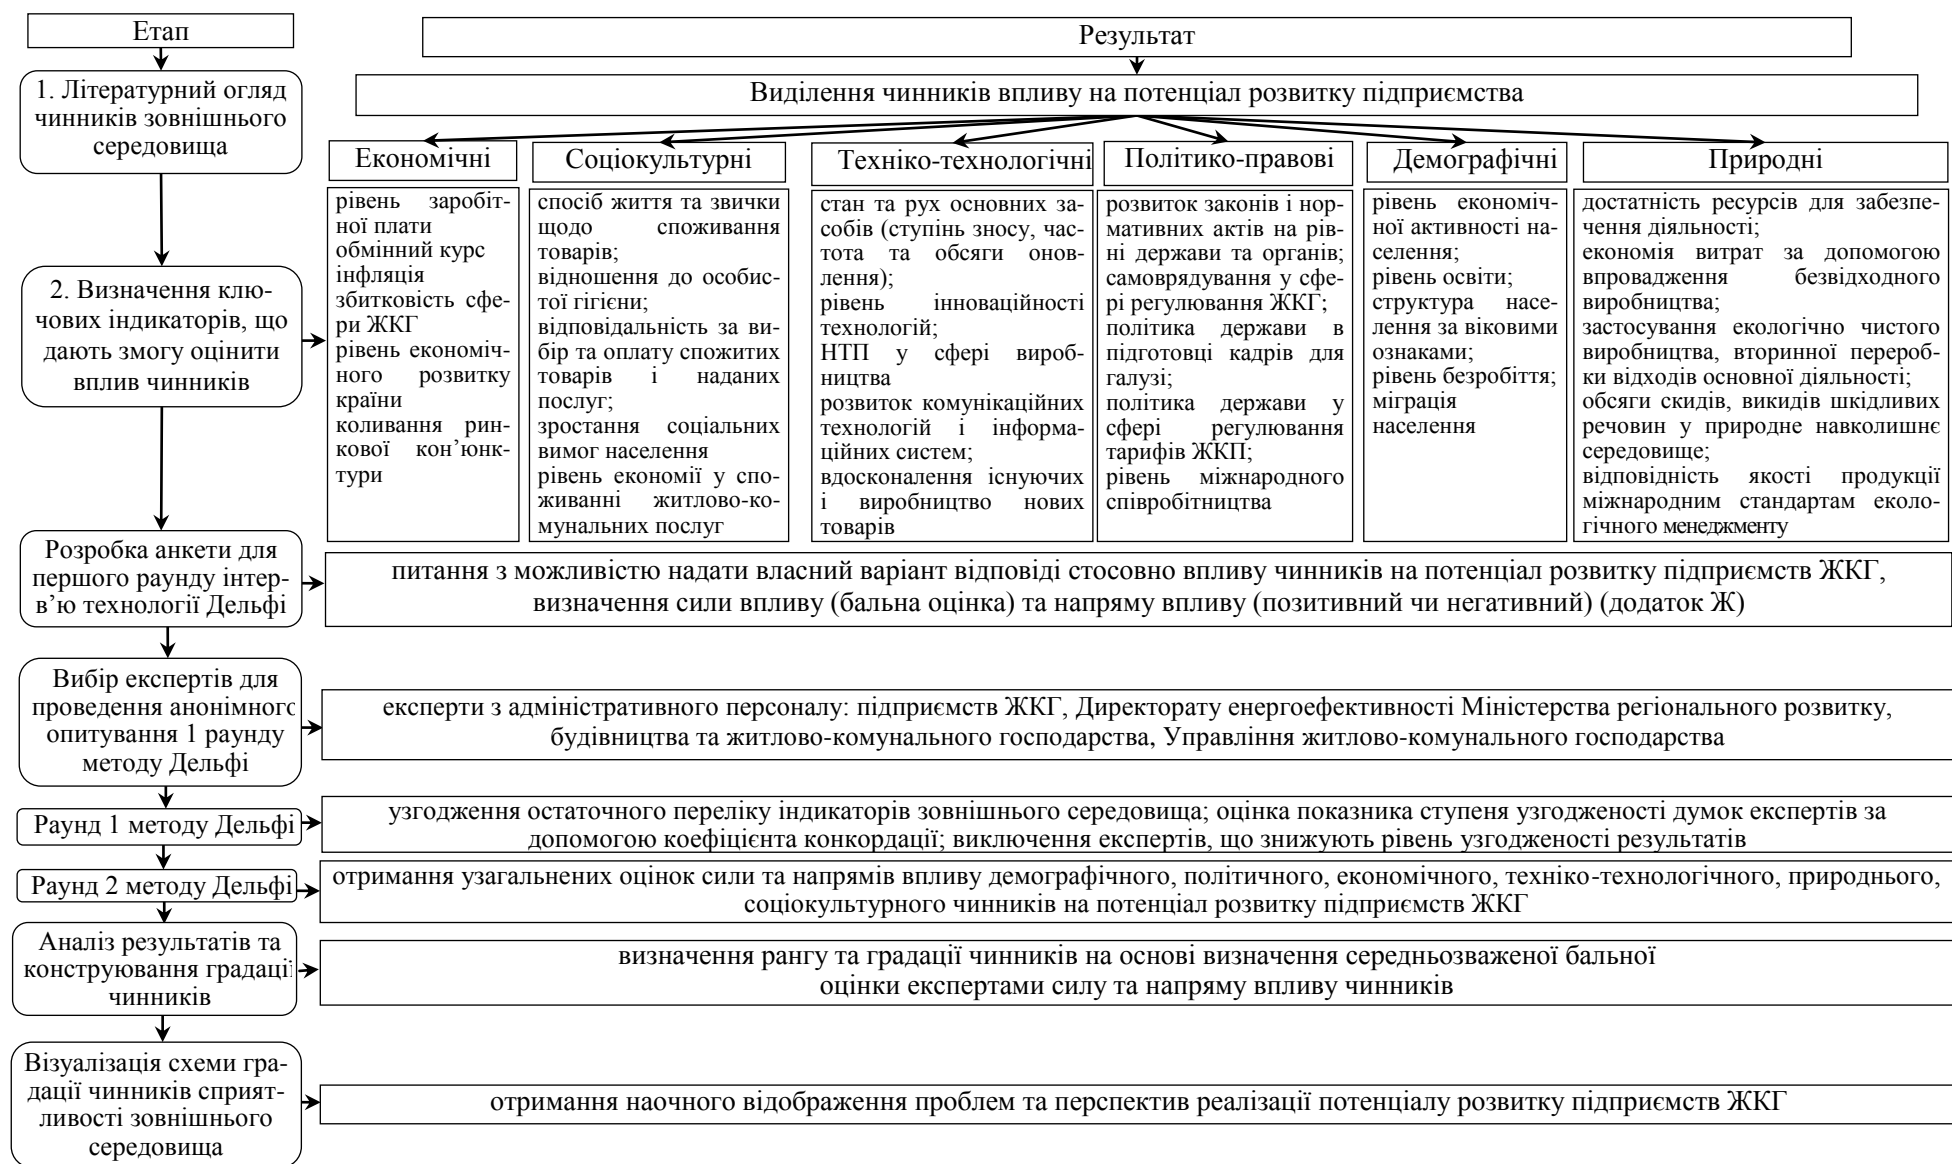 Етап
Результат
1. Літературний огляд
чинників зовнішнього
середовища
Виділення чинників впливу на потенціал розвитку підприємства
Економічні
Соціокультурні
Техніко-технологічні
Політико-правові
Демографічні
Природні
2. Визначення клю-
чових індикаторів, що
дають змогу оцінити
вплив чинників
рівень заробіт-
ної плати
обмінний курс
інфляція
збитковість сфе-
ри ЖКГ
рівень економіч-
ного розвитку
країни
коливання рин-
кової кон’юнк-
тури
спосіб життя та звички
щодо споживання
товарів;
відношення до особис-
тої гігієни;
відповідальність за ви-
бір та оплату спожитих
товарів і наданих
послуг;
зростання соціальних
вимог населення
рівень економії у спо-
живанні житлово-ко-
мунальних послуг
стан та рух основних за-
собів (ступінь зносу, час-
тота та обсяги онов-
лення);
рівень інноваційності
технологій;
НТП у сфері вироб-
ництва
розвиток комунікаційних
технологій і інформа-
ційних систем;
вдосконалення існуючих
і виробництво нових
товарів
розвиток законів і нор-
мативних актів на рів-
ні держави та органів;
самоврядування у сфе-
рі регулювання ЖКГ;
політика держави в
підготовці кадрів для
галузі;
політика держави у
сфері регулювання
тарифів ЖКП;
рівень міжнародного
співробітництва
рівень економіч-
ної активності на-
селення;
рівень освіти;
структура насе-
лення за віковими
ознаками;
рівень безробіття;
міграція
населення
достатність ресурсів для забезпе-
чення діяльності;
економія витрат за допомогою
впровадження безвідходного
виробництва;
застосування екологічно чистого
виробництва, вторинної перероб-
ки відходів основної діяльності;
обсяги скидів, викидів шкідливих
речовин у природне навколишнє
середовище;
відповідність якості продукції
міжнародним стандартам еколо-
гічного менеджменту
Розробка анкети для
першого раунду інтер-
в’ю технології Дельфі
питання з можливістю надати власний варіант відповіді стосовно впливу чинників на потенціал розвитку підприємств ЖКГ,
визначення сили впливу (бальна оцінка) та напряму впливу (позитивний чи негативний) (додаток Ж)
Вибір експертів для
проведення анонімного
опитування 1 раунду
методу Дельфі
експерти з адміністративного персоналу: підприємств ЖКГ, Директорату енергоефективності Міністерства регіонального розвитку,
будівництва та житлово-комунального господарства, Управління житлово-комунального господарства
Раунд 1 методу Дельфі
узгодження остаточного переліку індикаторів зовнішнього середовища; оцінка показника ступеня узгодженості думок експертів за
допомогою коефіцієнта конкордації; виключення експертів, що знижують рівень узгодженості результатів
Раунд 2 методу Дельфі
отримання узагальнених оцінок сили та напрямів впливу демографічного, політичного, економічного, техніко-технологічного, природнього,
соціокультурного чинників на потенціал розвитку підприємств ЖКГ
Аналіз результатів та
конструювання градації
чинників
визначення рангу та градації чинників на основі визначення середньозваженої бальної
оцінки експертами силу та напряму впливу чинників
Візуалізація схеми гра-
дації чинників сприят-
ливості зовнішнього
середовища
отримання наочного відображення проблем та перспектив реалізації потенціалу розвитку підприємств ЖКГ